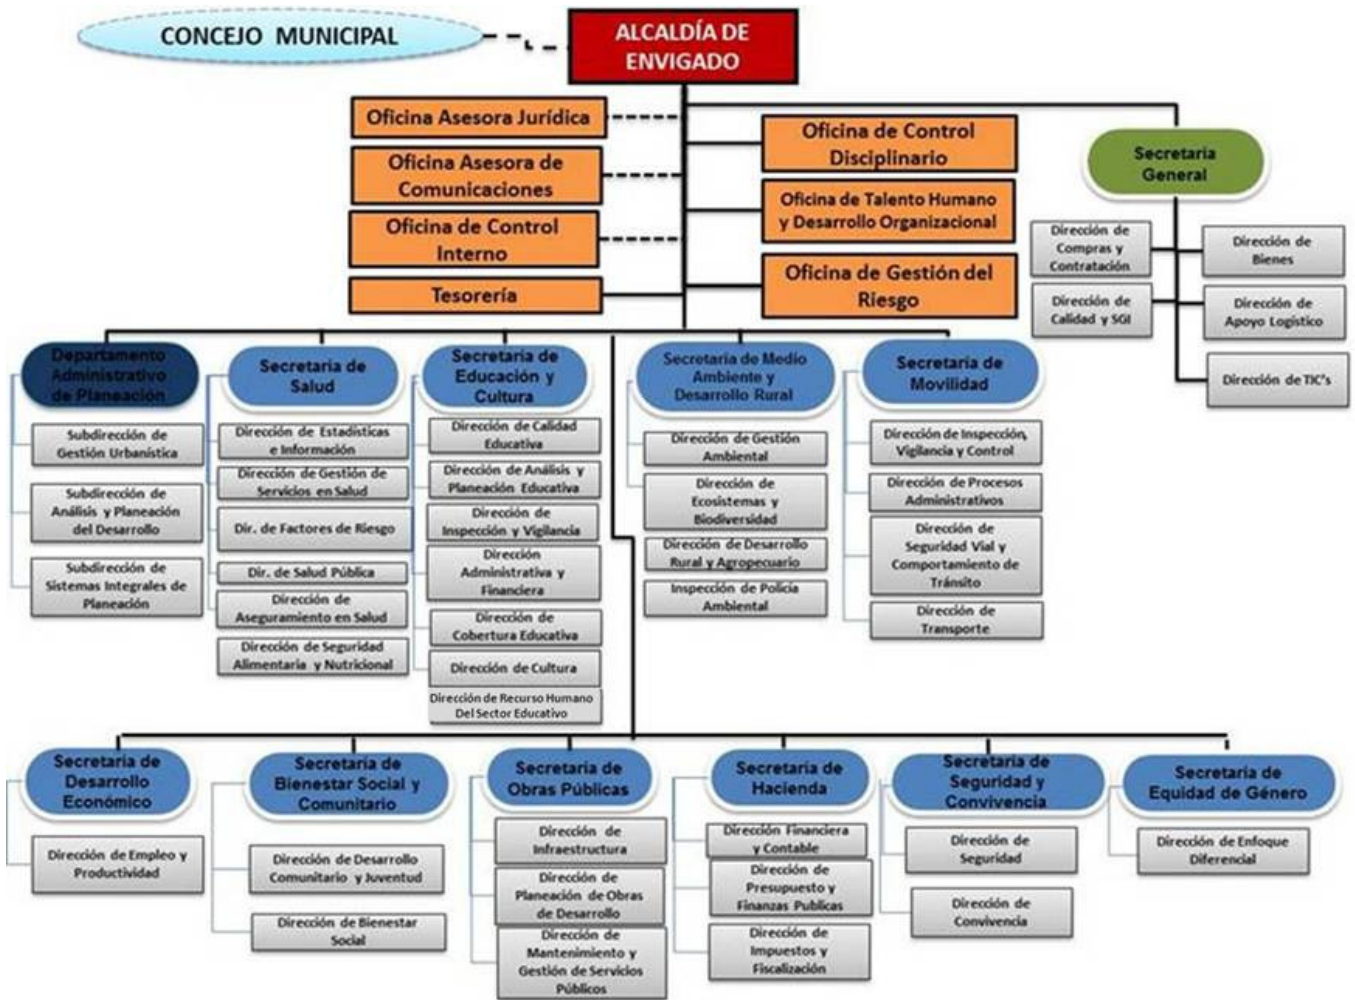 CONCEJO MUNICIPAL
ALCALDÍA DE
ENVIGADO
Oficina Asesora Jurídica
Oficina Asesora de
Comunicaciones
Oficina de Control
Interno
Tesorería
Oficina de Control
Disciplinario
Oficina de Talento Humano
y Desarrollo Organizacional
Oficina de Gestión del
Riesgo
Secretaria
General
Dirección de
Compras y
Contratación
Dirección de
Calidad y SGI
Dirección de
Bienes
Dirección de
Apoyo Logístico
Dirección de TIC's
Departamento
Administrativo
de Planeación
Subdirección de
Gestión Urbanística
Subdirección de
Análisis y Planeación
del Desarrollo
Subdirección de
Sistemas Integrales de
Planeación
Secretaría de
Salud
Dirección de Estadísticas
e Información
Dirección de Gestión de
Servicios en Salud
Dir. de Factores de Riesgo
Dir. de Salud Pública
Dirección de
Aseguramiento en Salud
Dirección de Seguridad
Alimentaria y Nutricional
Secretaría de
Educación y
Cultura
Dirección de Calidad
Educativa
Dirección de Análisis y
Planeación Educativa
Dirección de
Inspección y Vigilancia
Dirección
Administrativa y
Financiera
Dirección de
Cobertura Educativa
Dirección de Cultura
Dirección de Recurso Humano
Del Sector Educativo
Secretaría de Medio
Ambiente y
Desarrollo Rural
Dirección de Gestión
Ambiental
Dirección de
Ecosistemas y
Biodiversidad
Dirección de Desarrollo
Rural y Agropecuario
Inspección de Policía
Ambiental
Secretaría de
Movilidad
Dirección de Inspección,
Vigilancia y Control
Dirección de Procesos
Administrativos
Dirección de
Seguridad Vial y
Comportamiento de
Tránsito
Dirección de
Transporte
Secretaría de
Desarrollo
Económico
Dirección de Empleo y
Productividad
Secretaría de
Bienestar Social y
Comunitario
Dirección de Desarrollo
Comunitario y Juventud
Dirección de Bienestar
Social
Secretaría de
Obras Públicas
Dirección de
Infraestructura
Dirección de
Planeación de Obras
de Desarrollo
Dirección de
Mantenimiento y
Gestión de Servicios
Públicos
Secretaría de
Hacienda
Dirección Financiera
y Contable
Dirección de
Presupuesto y
Finanzas Publicas
Dirección de
Impuestos y
Fiscalización
Secretaría de
Seguridad y
Convivencia
Dirección de
Seguridad
Dirección de
Convivencia
Secretaría de
Equidad de Género
Dirección de Enfoque
Diferencial